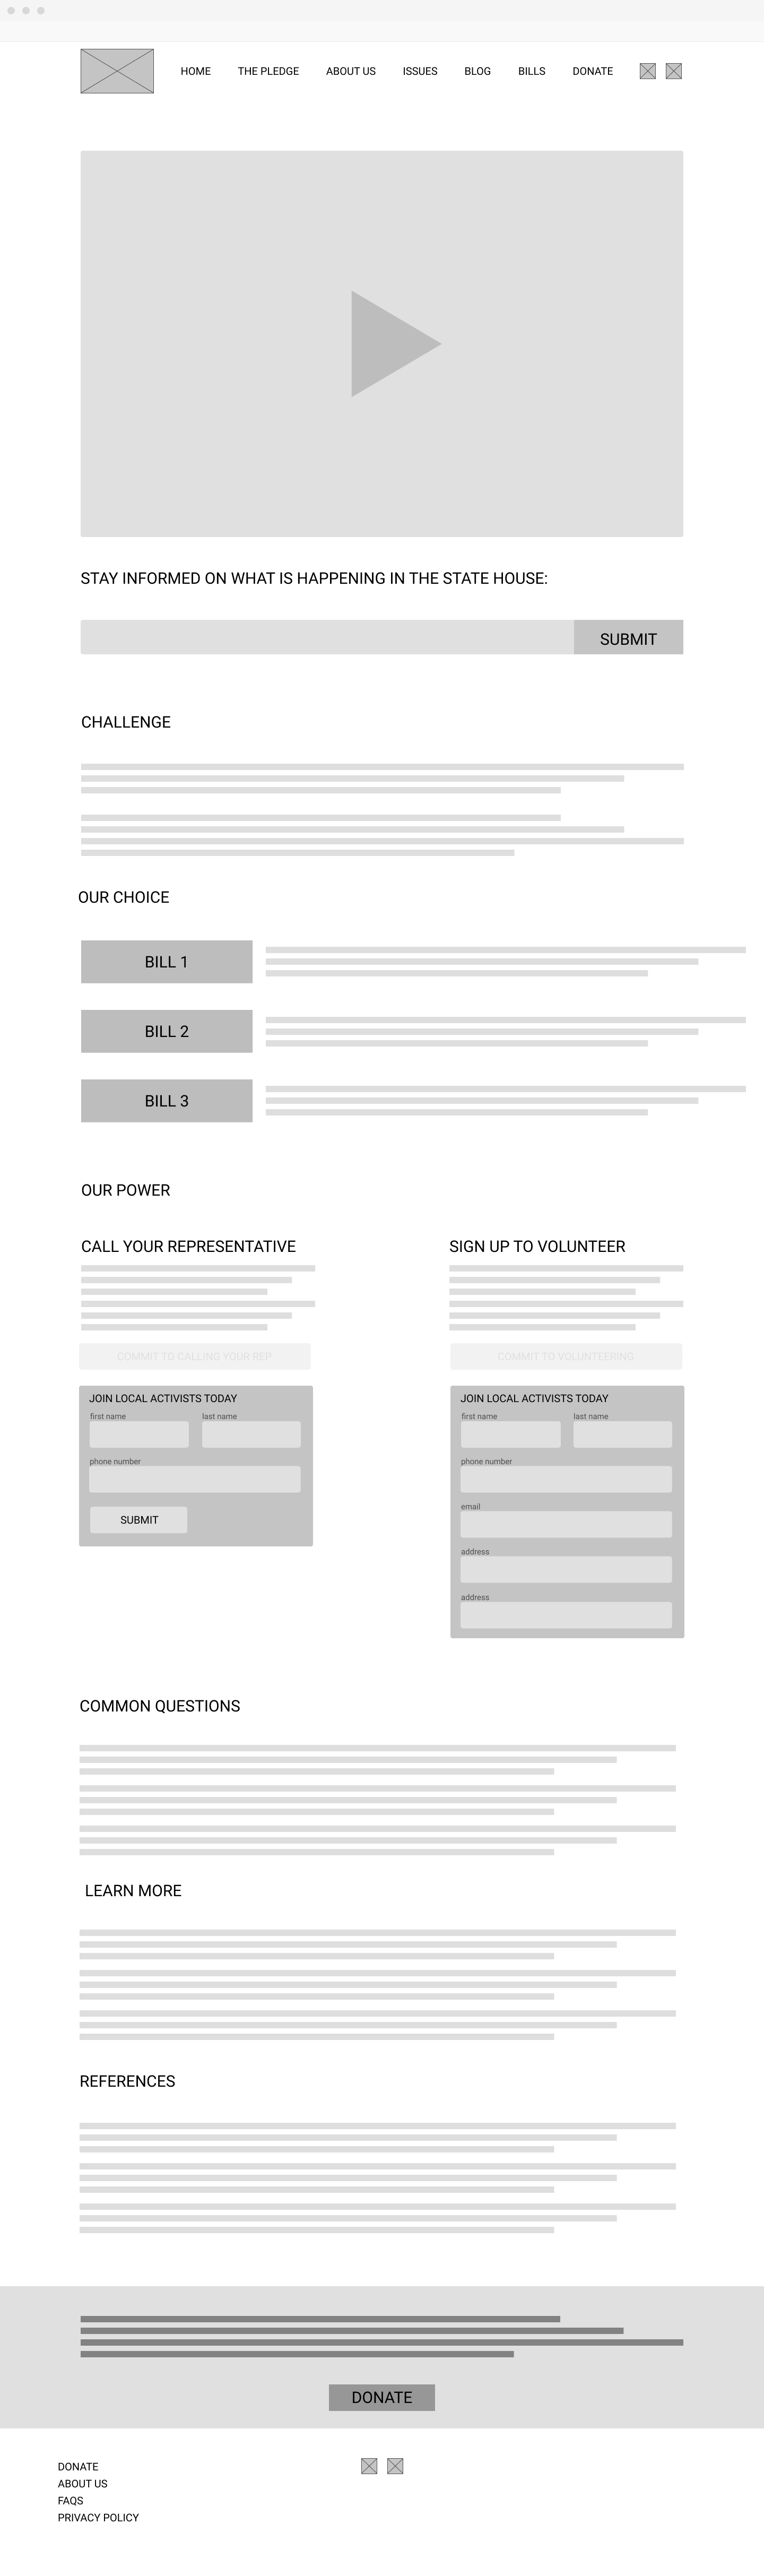 HOME THE PLEDGE ABOUT US ISSUES BLOG BILLS DONATE
STAY INFORMED ON WHAT IS HAPPENING IN THE STATE HOUSE:
SUBMIT
CHALLENGE
OUR CHOICE
BILL 1
BILL 2
BILL 3
OUR POWER
CALL YOUR REPRESENTATIVE
COMMIT TO CALLING YOUR REP
JOIN LOCAL ACTIVISTS TODAY
first name last name
phone number
SUBMIT
SIGN UP TO VOLUNTEER
COMMIT TO VOLUNTEERING
JOIN LOCAL ACTIVISTS TODAY
first name last name
phone number
email
address
address
COMMON QUESTIONS
LEARN MORE
REFERENCES
DONATE
DONATE
ABOUT US
FAQS
PRIVACY POLICY